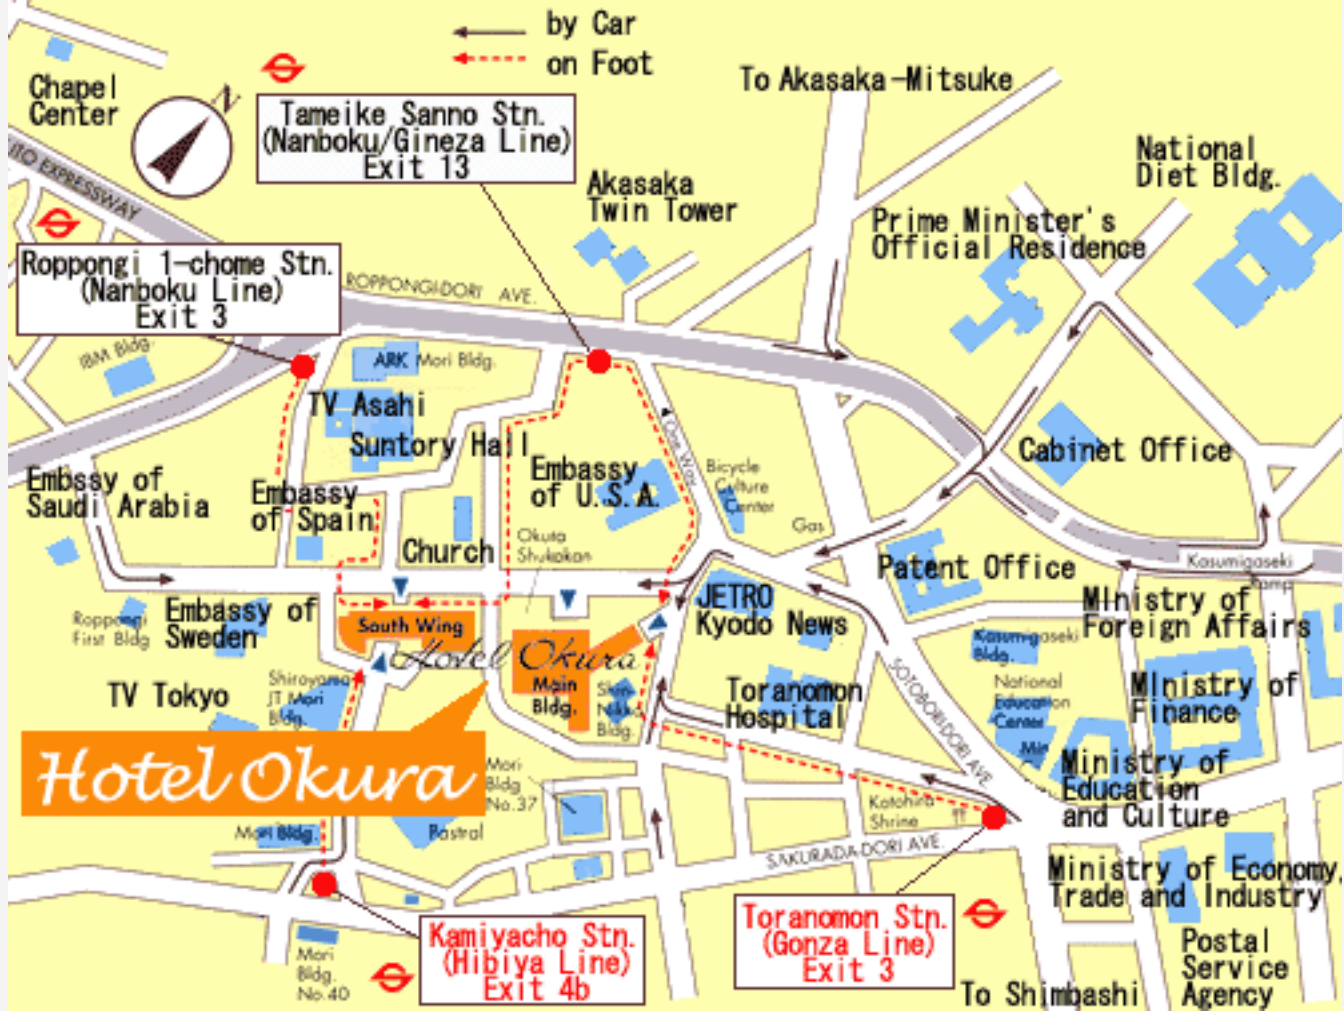 by Car
on Foot
Chapel
Center
N
Tameike Sanno Stn.
(Nanboku/Gineza Line)
Exit 13
To Akasaka-Mitsuke
National
Diet Bldg.
Akasaka
Twin Tower
Prime Minister's
Official Residence
UTO EXPRESSWAY
Roppongi 1-chome Stn.
(Nanboku Line)
Exit 3
ROPPONGI-DORI AVE.
IBM Bldg.
ARK Mori Bldg.
TV Asahi
Suntory Hall
One Way
Cabinet Office
Embssy of
Saudi Arabia
Embassy
of Spain
Embassy
of U.S.A.
Bicycle
Culture
Center
Gas
Church
Okura
Shukokan
Patent Office
Kasumigaseki
Ramp
Roppongi
First Bldg
Embassy of
Sweden
South Wing
Hotel Okura
Main
Bldg.
JETRO
Kyodo News
MInistry of
Foreign Affairs
Kasumigaseki
Bldg.
TV Tokyo
Shiroyama
JT Mori
Bldg.
Shin-
Nikko
Bldg.
Toranomon
Hospital
SOTOBORI-DORI AVE.
National
Education
Center
MInistry of
Finance
Hotel Okura
Mori
Bldg
No.37
Ministry of
Education
and Culture
Mori Bldg.
Pastral
Kotohira
Shrine
SAKURADA-DORI AVE.
Ministry of Economy,
Trade and Industry
Kamiyacho Stn.
(Hibiya Line)
Exit 4b
Toranomon Stn.
(Gonza Line)
Exit 3
Mori
Bldg.
No.40
Postal
Service
Agency
To Shimbashi